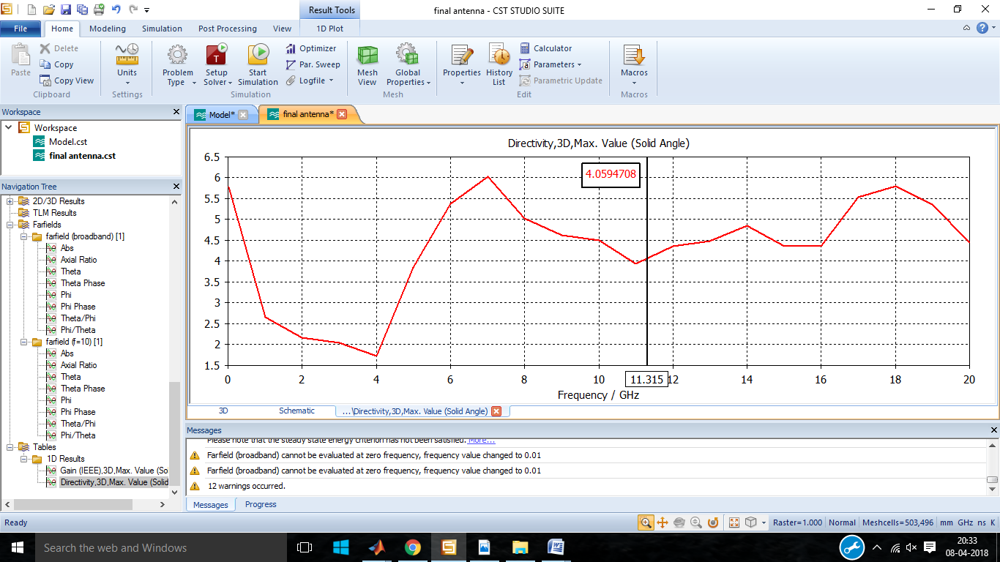 Result Tools
final antenna - CST STUDIO SUITE
File Home Modeling Simulation Post Processing View 1D Plot
Paste
Delete
Copy
Copy View
Clipboard
Units
Settings
Problem Type
Setup Solver
Start Simulation
Optimizer
Par. Sweep
Logfile
Simulation
Mesh View
Global Properties
Mesh
Properties
History List
Calculator
Parameters
Parametric Update
Edit
Macros
Macros
Workspace
Workspace
Model.cst
final antenna.cst
Navigation Tree
2D/3D Results
TLM Results
Farfields
farfield (broadband) [1]
Abs
Axial Ratio
Theta
Theta Phase
Phi
Phi Phase
Theta/Phi
Phi/Theta
farfield (f=10) [1]
Abs
Axial Ratio
Theta
Theta Phase
Phi
Phi Phase
Theta/Phi
Phi/Theta
Tables
1D Results
Gain (IEEE),3D,Max. Value (So
Directivity,3D,Max. Value (Solid
Model* final antenna*
Directivity,3D,Max. Value (Solid Angle)
6.5
6
5.5
5
4.5
4
3.5
3
2.5
2
1.5
4.0594708
0 2 4 6 8 10 11.315 12 14 16 18 20
Frequency / GHz
3D Schematic ...\Directivity,3D,Max. Value (Solid Angle)
Messages
Please note that the steady state energy criterion has not been satisfied. More...
Farfield (broadband) cannot be evaluated at zero frequency, frequency value changed to 0.01
Farfield (broadband) cannot be evaluated at zero frequency, frequency value changed to 0.01
12 warnings occurred.
Messages Progress
Ready
Raster=1.000 Normal Meshcells=503,496 mm GHz ns K
Search the web and Windows
20:33
08-04-2018